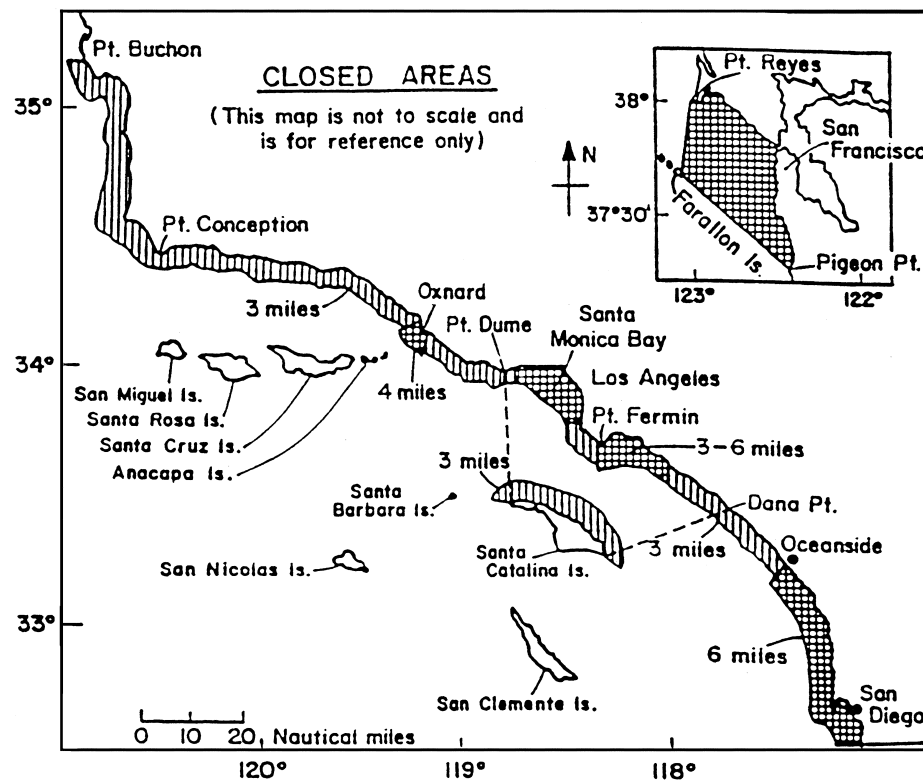 Pt. Buchon
CLOSED AREAS
(This map is not to scale and
is for reference only)
N
Pt. Reyes
38°
San
Francisco
37°30'
Farallon Is.
Pigeon Pt.
123°
122°
35°
Pt. Conception
3 miles
Oxnard
Pt. Dume
Santa
Monica Bay
34°
4 miles
Los Angeles
San Miguel Is.
Santa Rosa Is.
Santa Cruz Is.
Anacapa Is.
Pt. Fermin
3-6 miles
3 miles
Santa
Barbara Is.
Dana Pt.
3 miles
Oceanside
San Nicolas Is.
Santa
Catalina Is.
33°
6 miles
San Clemente Is.
San
Diego
0 10 20 Nautical miles
120°
119°
118°